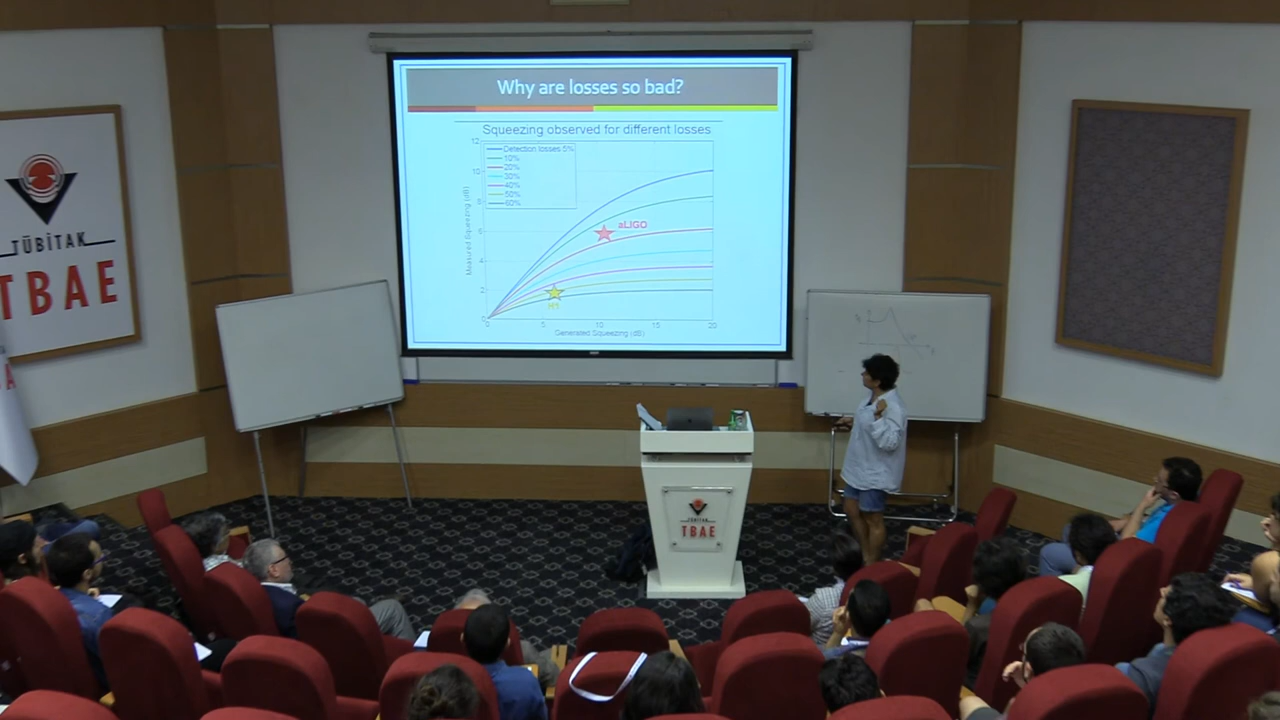 Why are losses so bad?
Squeezing observed for different losses
Detection losses 5%
10%
20%
30%
40%
50%
60%
Measured Squeezing (dB)
12
10
8
6
4
2
0
aLIGO
H1
0
5
10
15
20
Generated Squeezing (dB)
TÜBİTAK
TBAE
TÜBİTAK
TBAE